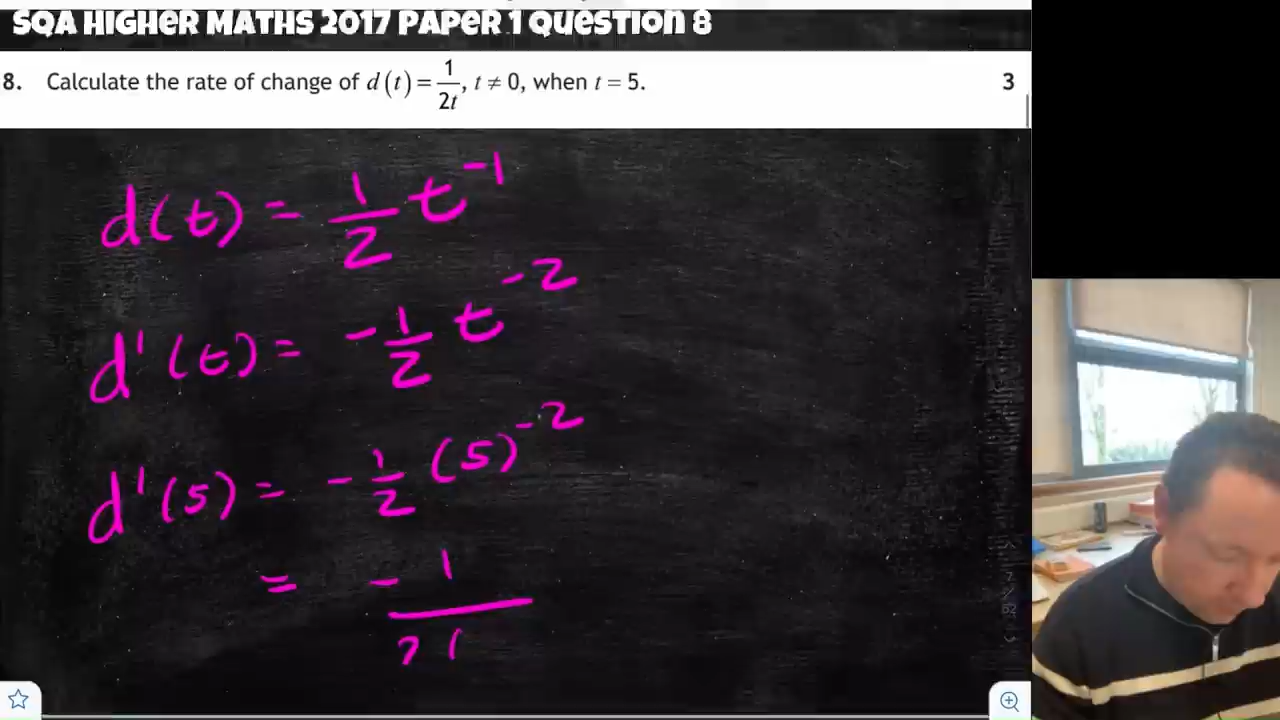 SQA HIGHER MATHS 2017 PAPER 1 QUESTION 8
8. Calculate the rate of change of d(t) = 1/2t, t ≠ 0, when t = 5. 3
d(t) = 1/2 t^-1
d'(t) = -1/2 t^-2
d'(5) = -1/2 (5)^-2
= -1/2(